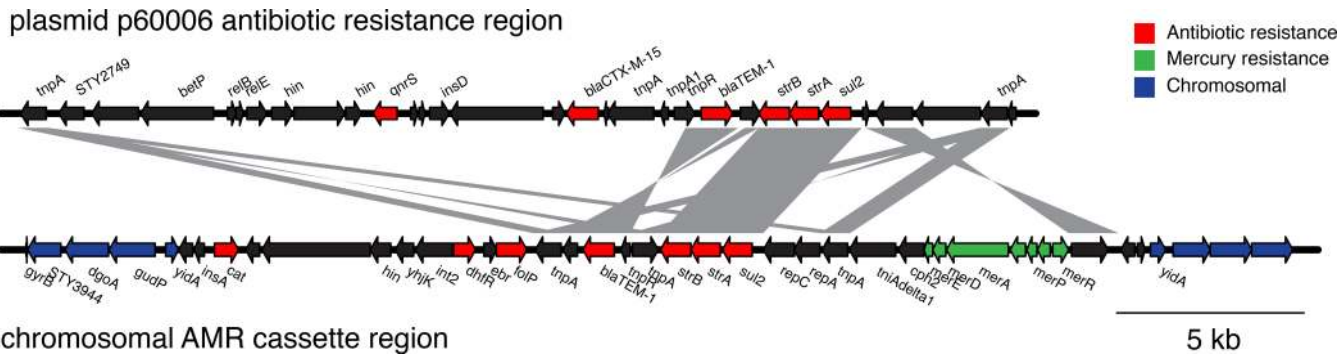 plasmid p60006 antibiotic resistance region
Antibiotic resistance
Mercury resistance
Chromosomal
tnpA STY2749 betP relB relE hin hin qnrS insD blaCTX-M-15 tnpA tnpA1 tnpR blaTEM-1 strB strA sul2 tnpA
gyrB STY3944 dgoA gudP yidA insA cat hin yhjK int2 dhfR ebr folP tnpA blaTEM-1 tnpR tnpA strB strA sul2 repC repA tnpA tniAdelta1 cph2 merE merD merA merP merR yidA
5 kb
chromosomal AMR cassette region